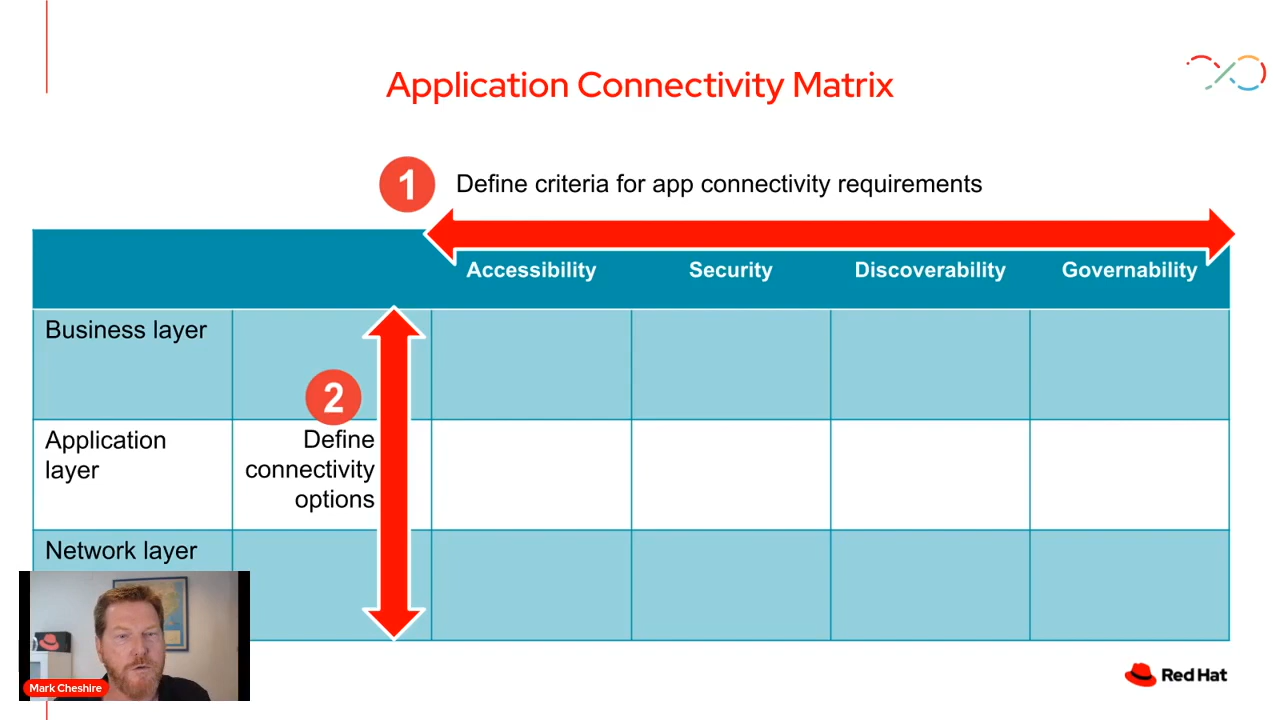 Application Connectivity Matrix
1
Define criteria for app connectivity requirements
Accessibility
Security
Discoverability
Governability
Business layer
2
Application
layer
Define
connectivity
options
Network layer
Mark Cheshire
Red Hat